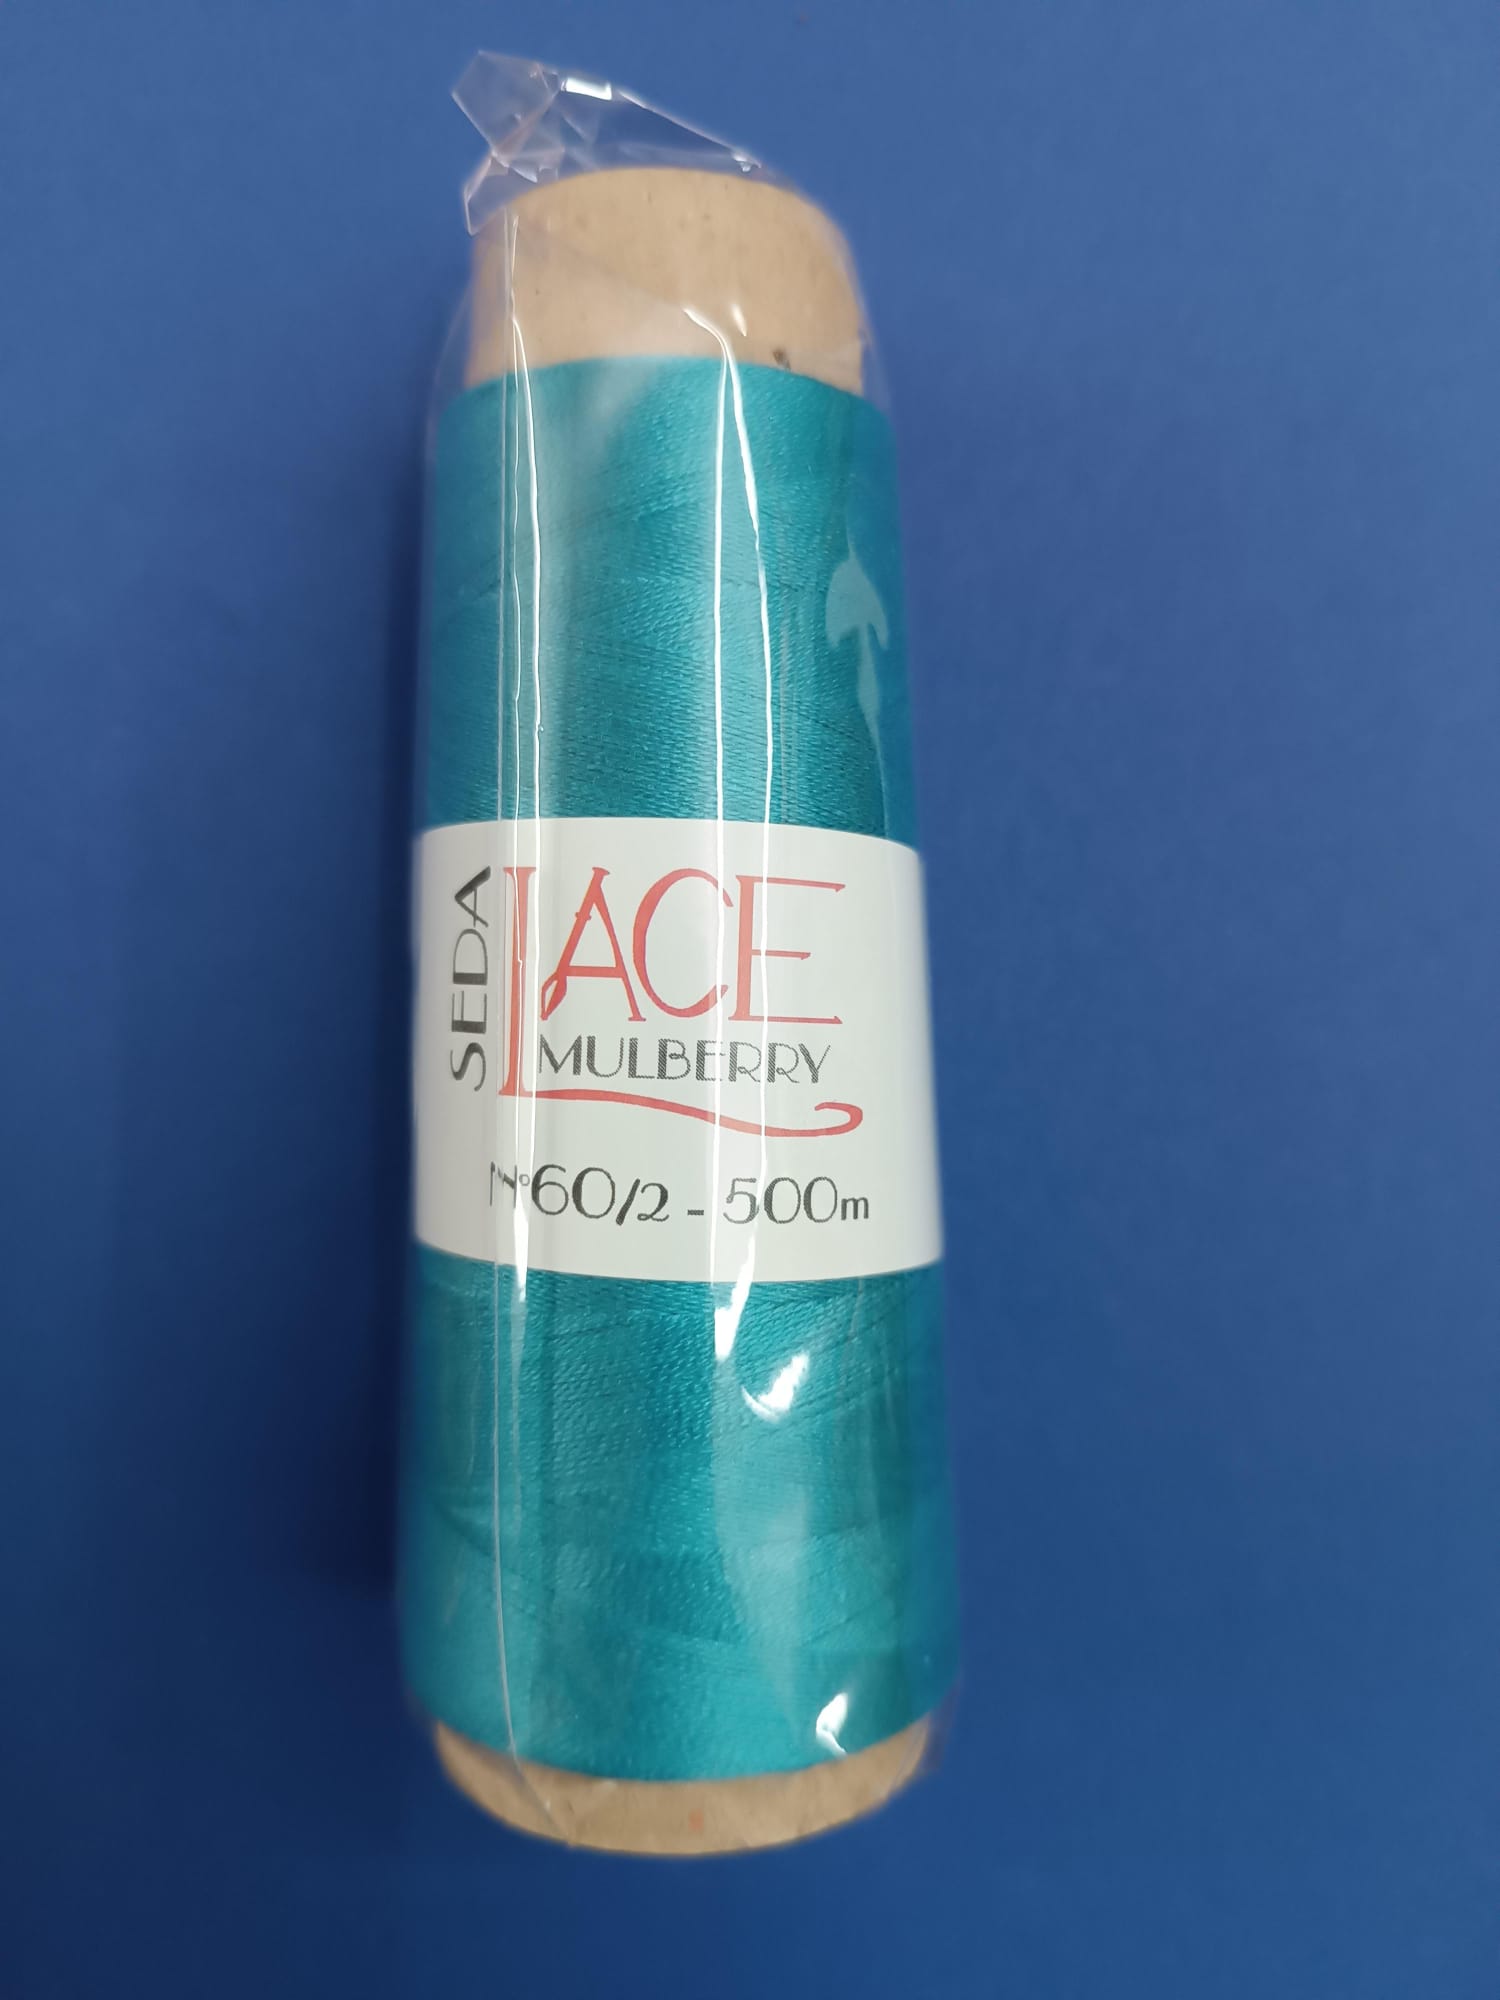 SEDA
LACE
MULBERRY
Nº60/2 - 500m